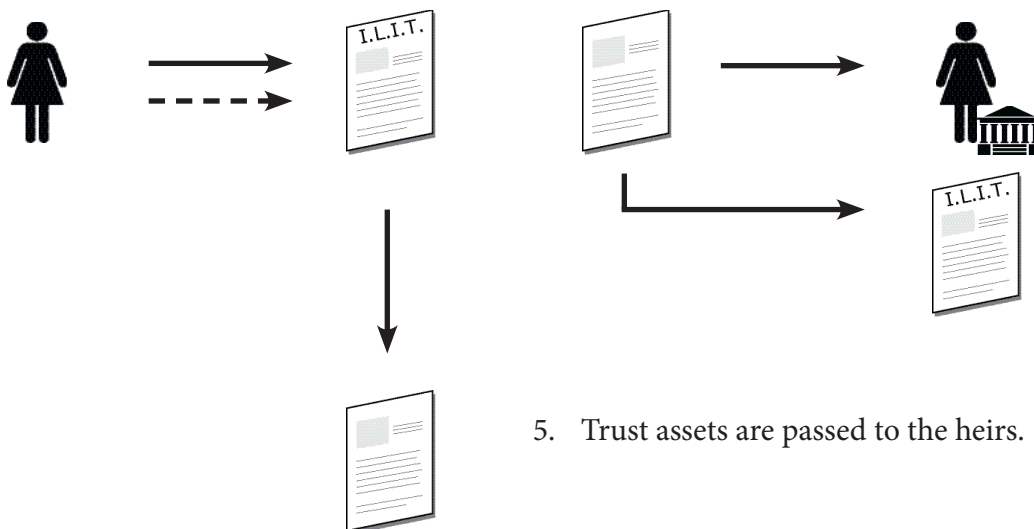 I.L.I.T.
I.L.I.T.
5. Trust assets are passed to the heirs.